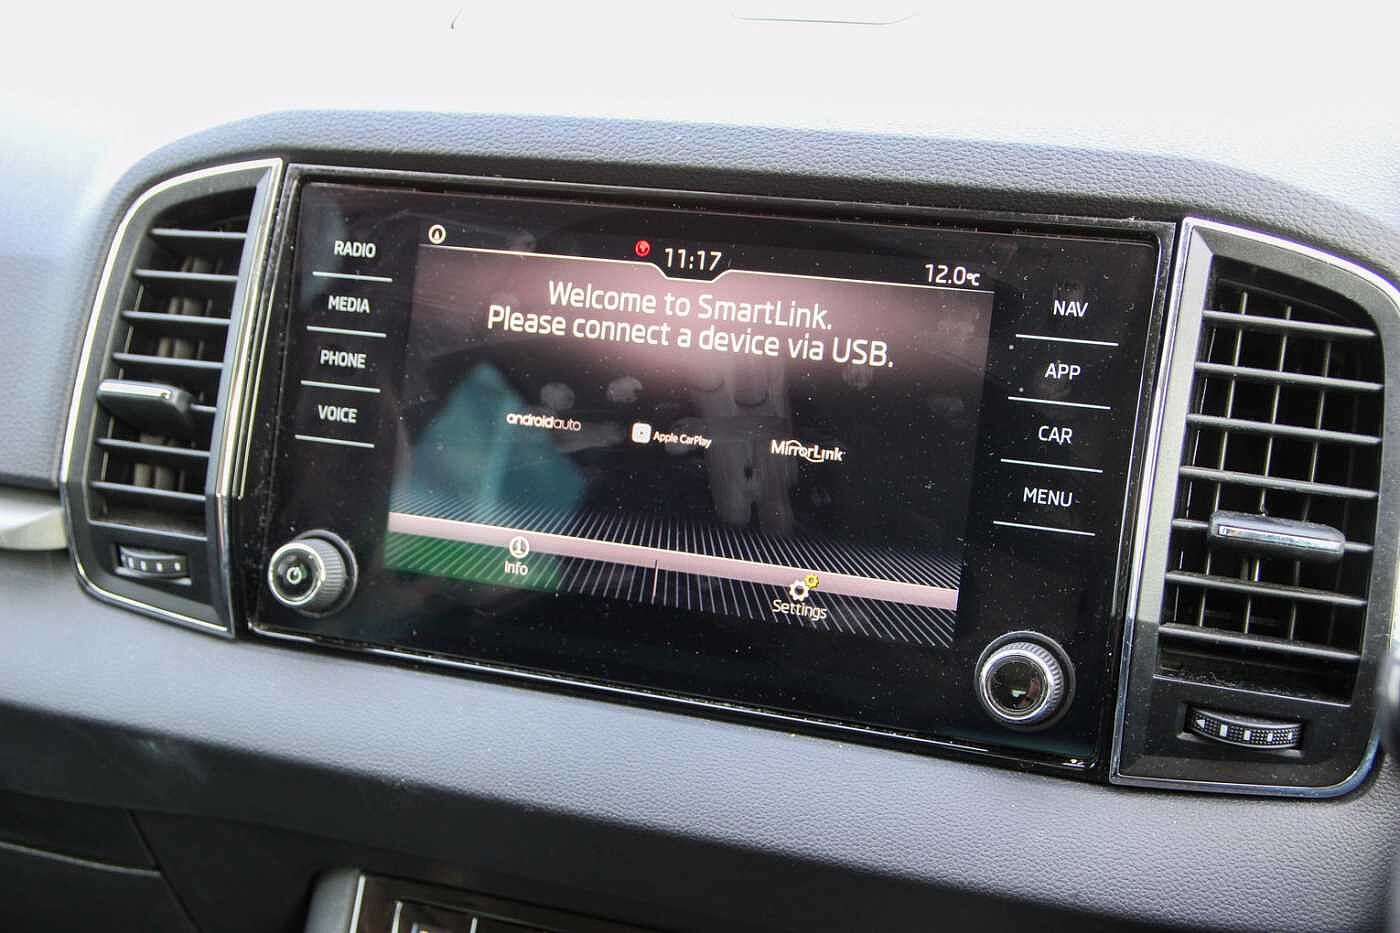 RADIO
MEDIA
PHONE
VOICE
11:17
12.0°C
Welcome to SmartLink.
Please connect a device via USB.
androidauto
Apple CarPlay
MirrorLink
Info
Settings
NAV
APP
CAR
MENU